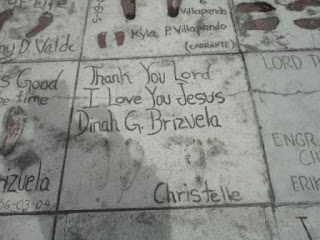 Villapando
Kyla P. Villapando
(CADRANTE)
y D. Valde
LORD
s Good
e time
Thank You Lord
I Love You Jesus
Dinah G. Brizuela
ENGR.
CH
ERIK
rizuela
06-03-04
Christelle